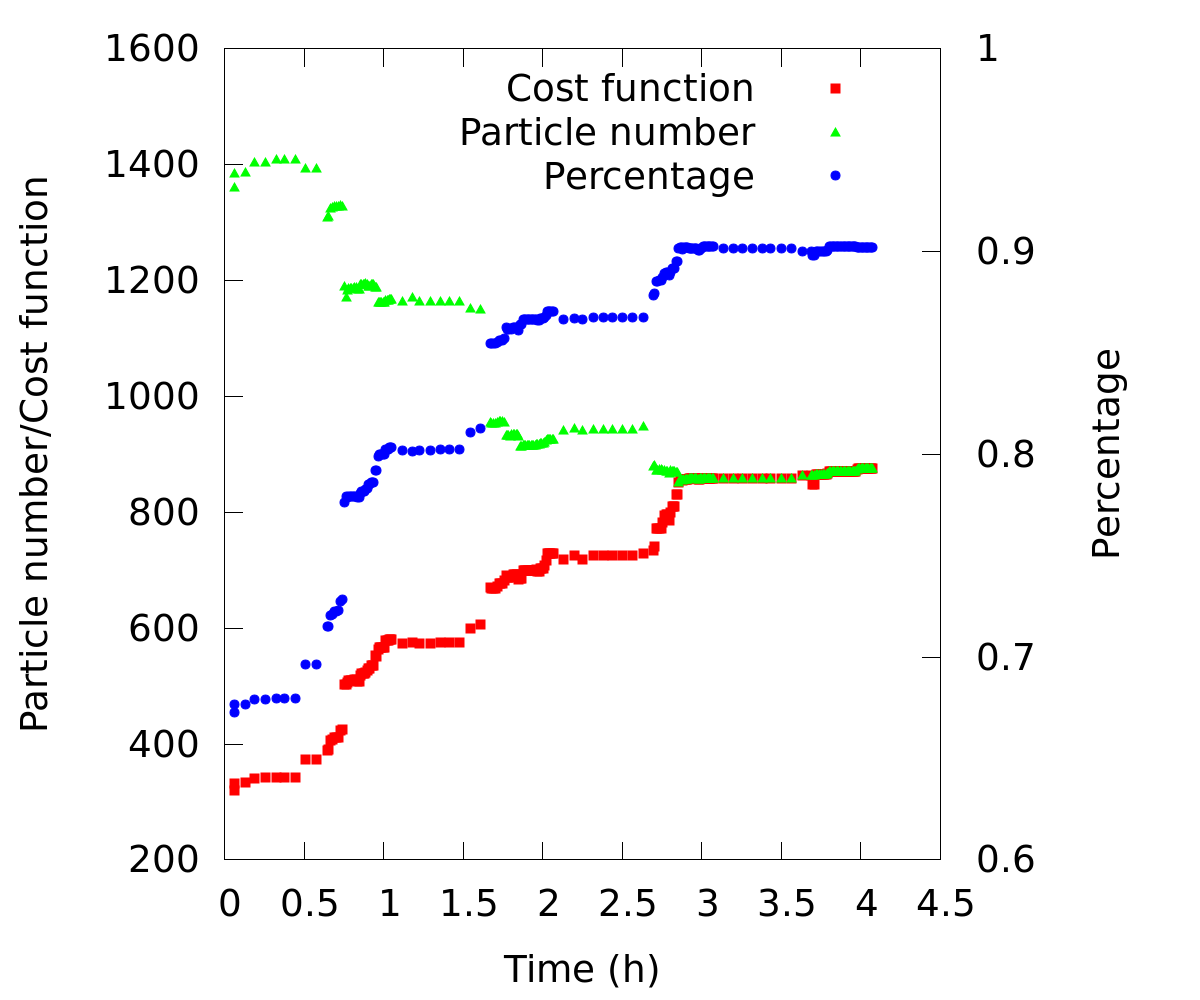 1600
1400
1200
1000
800
600
400
200
Particle number/Cost function
Cost function
Particle number
Percentage
1
0.9
0.8
0.7
0.6
Percentage
0 0.5 1 1.5 2 2.5 3 3.5 4 4.5
Time (h)